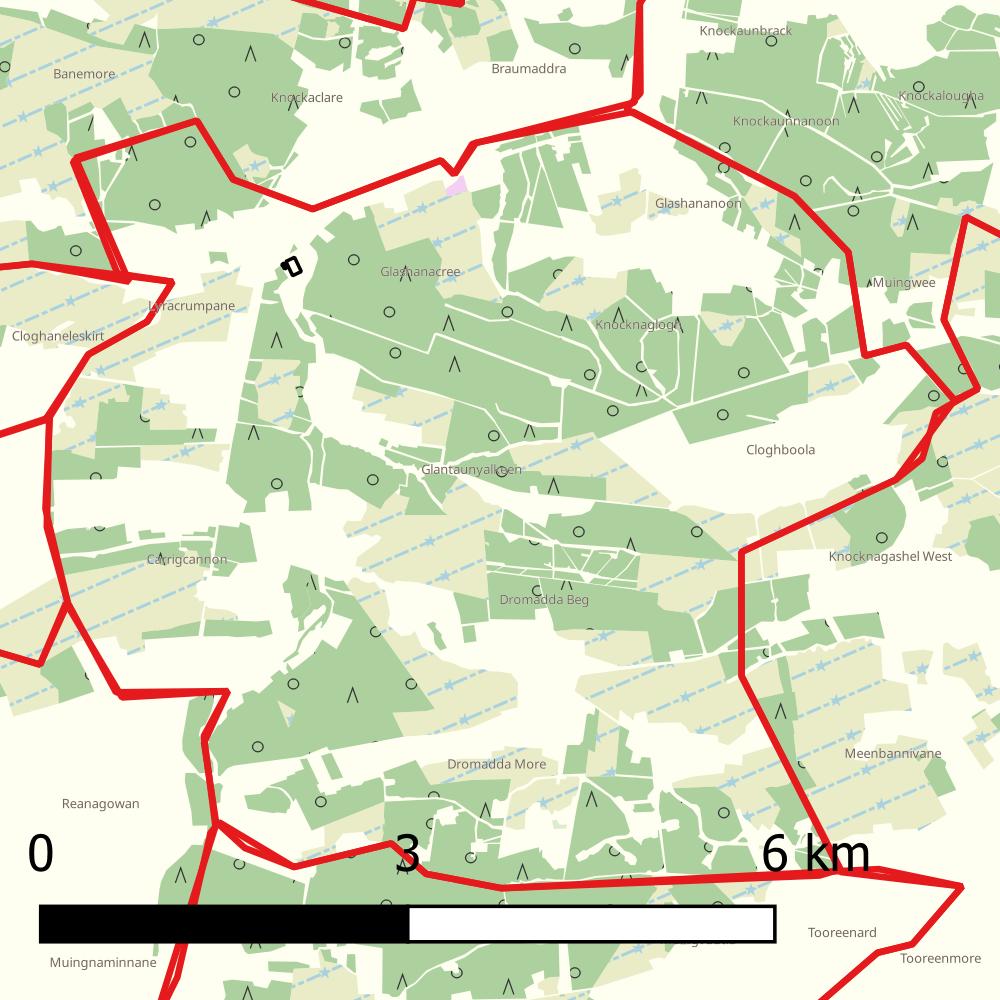 Knockaunbrack
Braumaddra
Banemore
Knockaclare
Knockalougha
Knockaunnanoon
Glashananoon
Glashanacree
Muingwee
Lyracrumpane
Knocknaglogh
Cloghaneleskirt
Cloghboola
Glantaunyalkeen
Knocknagashel West
Carrigcannon
Dromadda Beg
Meenbannivane
Dromadda More
Reanagowan
0 3 6 km
Tooreenard
Tooreenmore
Muingnaminnane